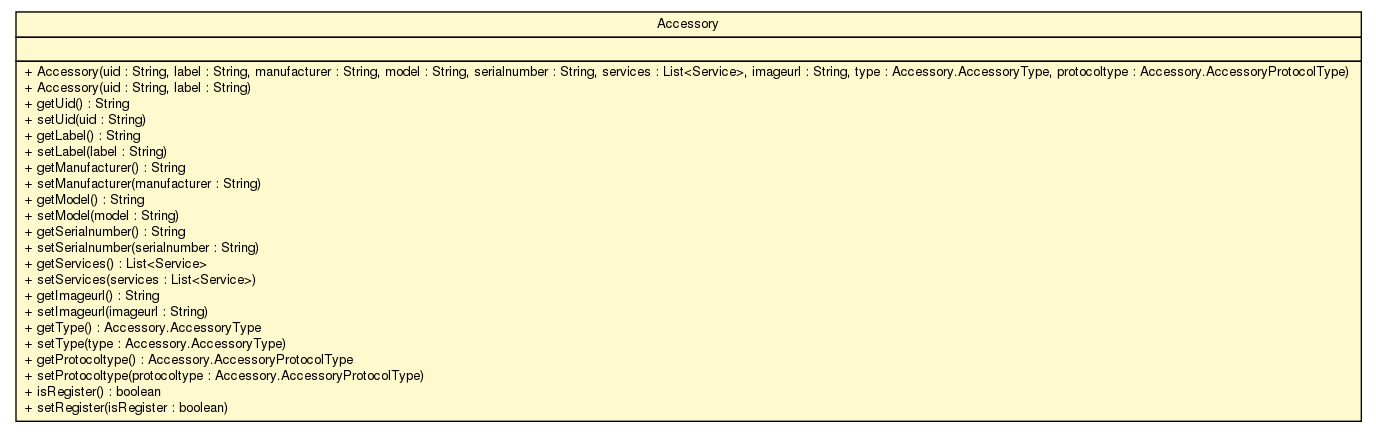 Accessory
+ Accessory(uid : String, label : String, manufacturer : String, model : String, serialnumber : String, services : List<Service>, imageurl : String, type : Accessory.AccessoryType, protocoltype : Accessory.AccessoryProtocolType)
+ Accessory(uid : String, label : String)
+ getUid() : String
+ setUid(uid : String)
+ getLabel() : String
+ setLabel(label : String)
+ getManufacturer() : String
+ setManufacturer(manufacturer : String)
+ getModel() : String
+ setModel(model : String)
+ getSerialnumber() : String
+ setSerialnumber(serialnumber : String)
+ getServices() : List<Service>
+ setServices(services : List<Service>)
+ getImageurl() : String
+ setImageurl(imageurl : String)
+ getType() : Accessory.AccessoryType
+ setType(type : Accessory.AccessoryType)
+ getProtocoltype() : Accessory.AccessoryProtocolType
+ setProtocoltype(protocoltype : Accessory.AccessoryProtocolType)
+ isRegister() : boolean
+ setRegister(isRegister : boolean)